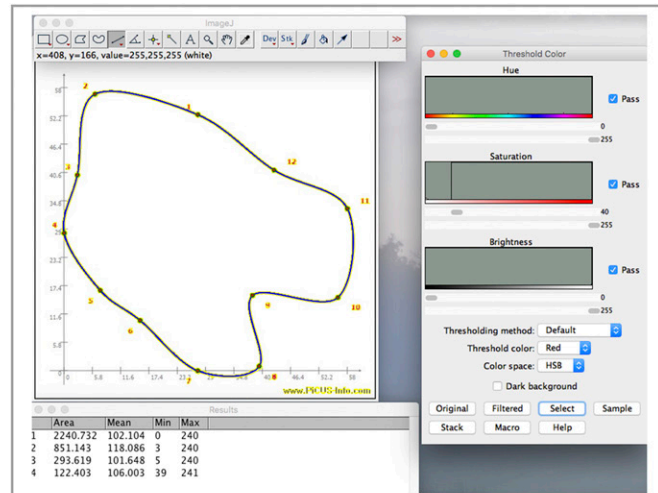 ImageJ
Dev Stk >>
x=408, y=166, value=255,255,255 (white)
58
52.2
46.4
40.6
34.8
29
23.2
17.4
11.6
5.8
0
0 5.8 11.6 17.4 23.2 29 34.8 40.6 46.4 52.2 58
1
2
3
4
5
6
7
8
9
10
11
12
www.PiCUS-Info.com
Results
Area Mean Min Max
1 2240.732 102.104 0 240
2 851.143 118.086 3 240
3 293.619 101.648 5 240
4 122.403 106.003 39 241
Threshold Color
Hue
Pass
0
255
Saturation
Pass
40
255
Brightness
Pass
0
255
Thresholding method: Default
Threshold color: Red
Color space: HSB
Dark background
Original Filtered Select Sample
Stack Macro Help